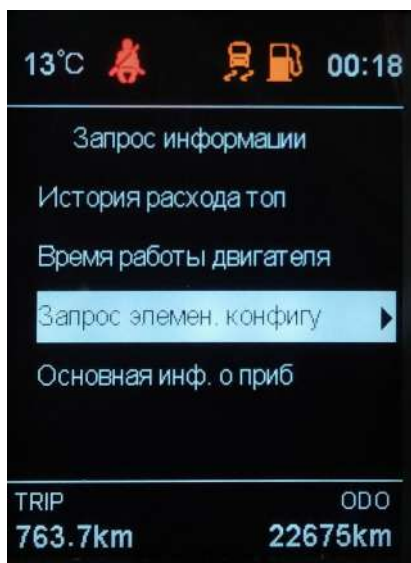 13°C 00:18
Запрос информации
История расхода топ
Время работы двигателя
Запрос элемен. конфигу
Основная инф. о приб
TRIP ODO
763.7km 22675km